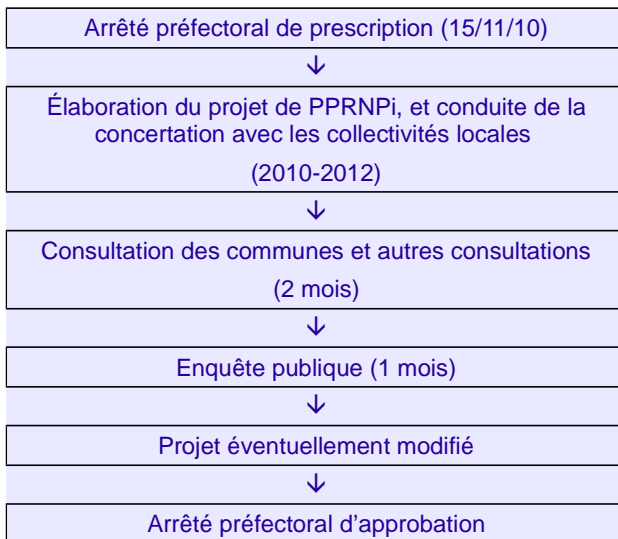 Arrêté préfectoral de prescription (15/11/10)
↓
Élaboration du projet de PPRNPi, et conduite de la
concertation avec les collectivités locales
(2010-2012)
↓
Consultation des communes et autres consultations
(2 mois)
↓
Enquête publique (1 mois)
↓
Projet éventuellement modifié
↓
Arrêté préfectoral d'approbation